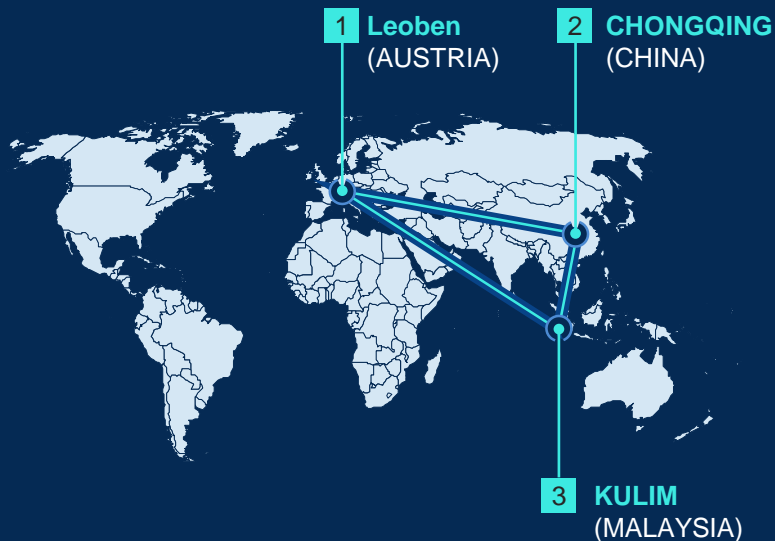 1 Leoben
(AUSTRIA)
2 CHONGQING
(CHINA)
3 KULIM
(MALAYSIA)